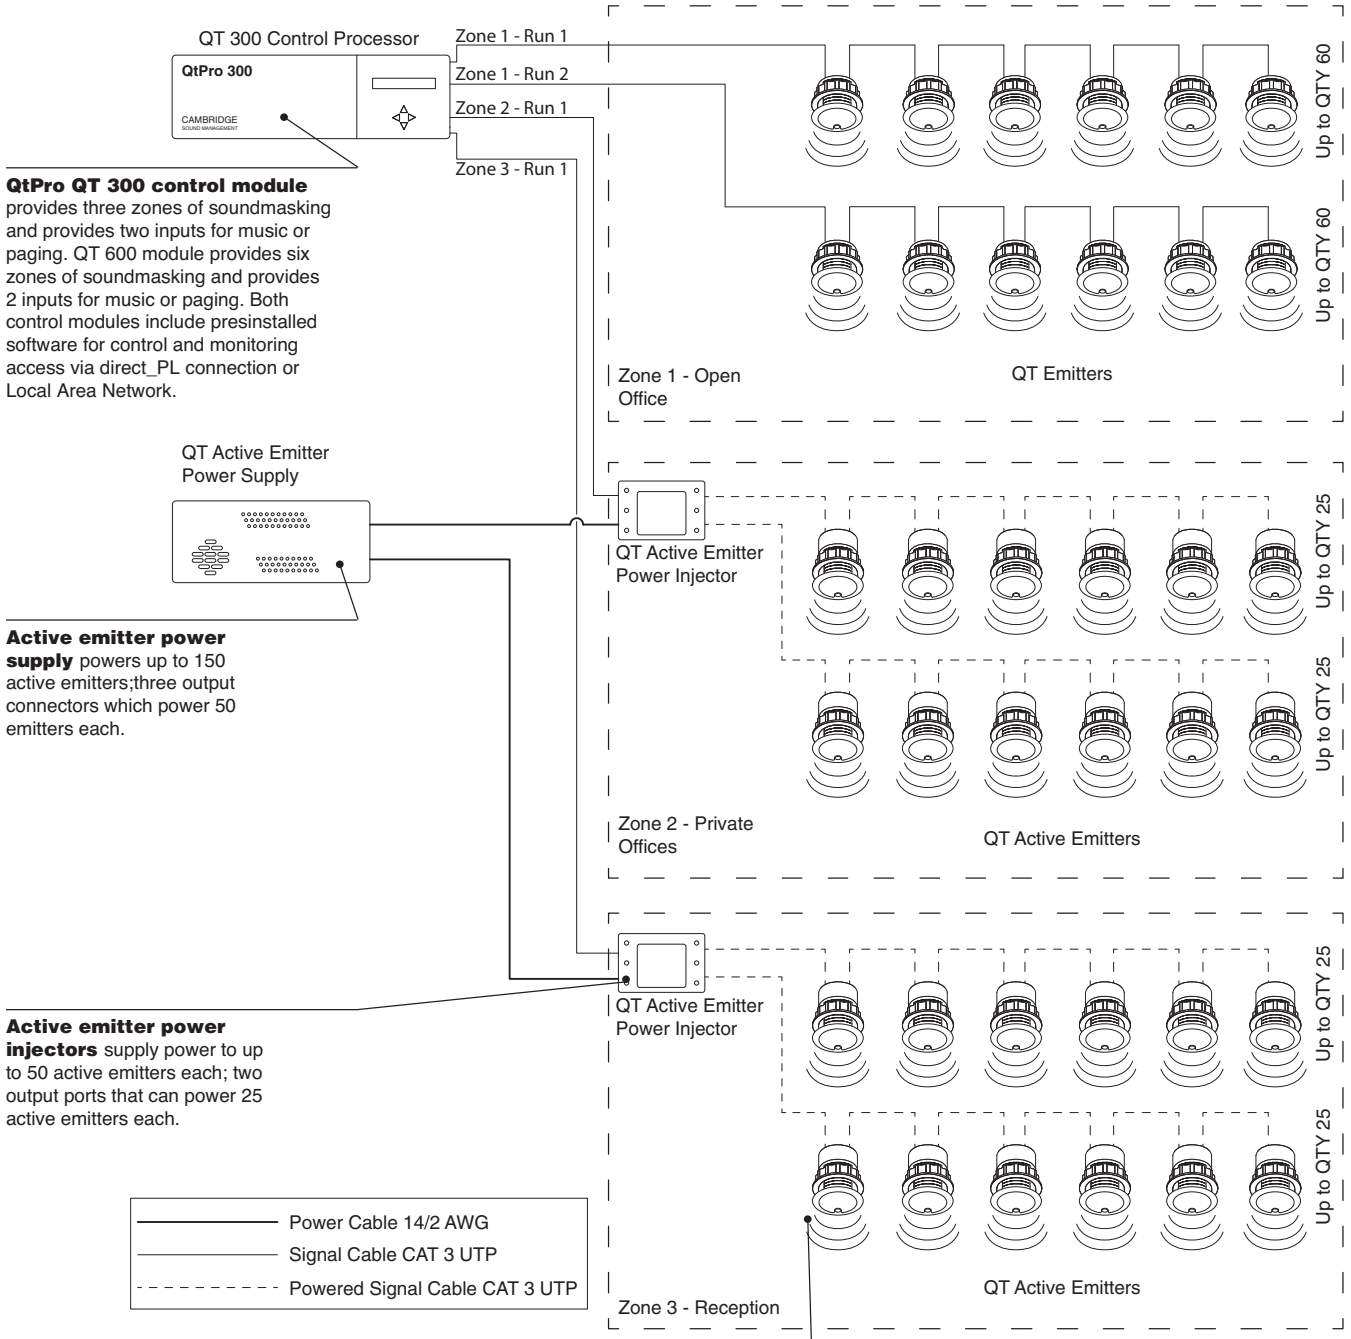 QT 300 Control Processor
QtPro 300
CAMBRIDGE
SOUND MANAGEMENT
Zone 1 - Run 1
Zone 1 - Run 2
Zone 2 - Run 1
Zone 3 - Run 1
QtPro QT 300 control module
provides three zones of soundmasking
and provides two inputs for music or
paging. QT 600 module provides six
zones of soundmasking and provides
2 inputs for music or paging. Both
control modules include presinstalled
software for control and monitoring
access via direct_PL connection or
Local Area Network.
Up to QTY 60
Up to QTY 60
Zone 1 - Open
Office
QT Emitters
QT Active Emitter
Power Supply
Active emitter power
supply powers up to 150
active emitters;three output
connectors which power 50
emitters each.
QT Active Emitter
Power Injector
Up to QTY 25
Up to QTY 25
Zone 2 - Private
Offices
QT Active Emitters
QT Active Emitter
Power Injector
Active emitter power
injectors supply power to up
to 50 active emitters each; two
output ports that can power 25
active emitters each.
Up to QTY 25
Up to QTY 25
QT Active Emitters
Zone 3 - Reception
Power Cable 14/2 AWG
Signal Cable CAT 3 UTP
Powered Signal Cable CAT 3 UTP